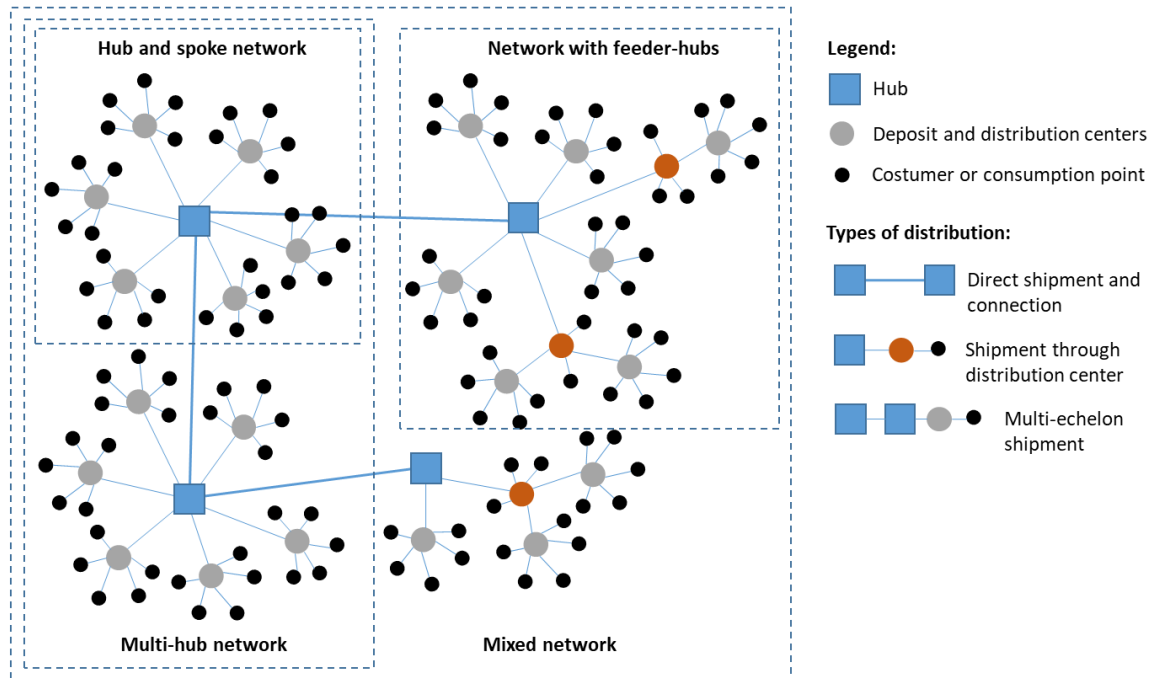 Hub and spoke network
Network with feeder-hubs
Multi-hub network
Mixed network
Legend:
Hub
Deposit and distribution centers
Costumer or consumption point
Types of distribution:
Direct shipment and
connection
Shipment through
distribution center
Multi-echelon
shipment